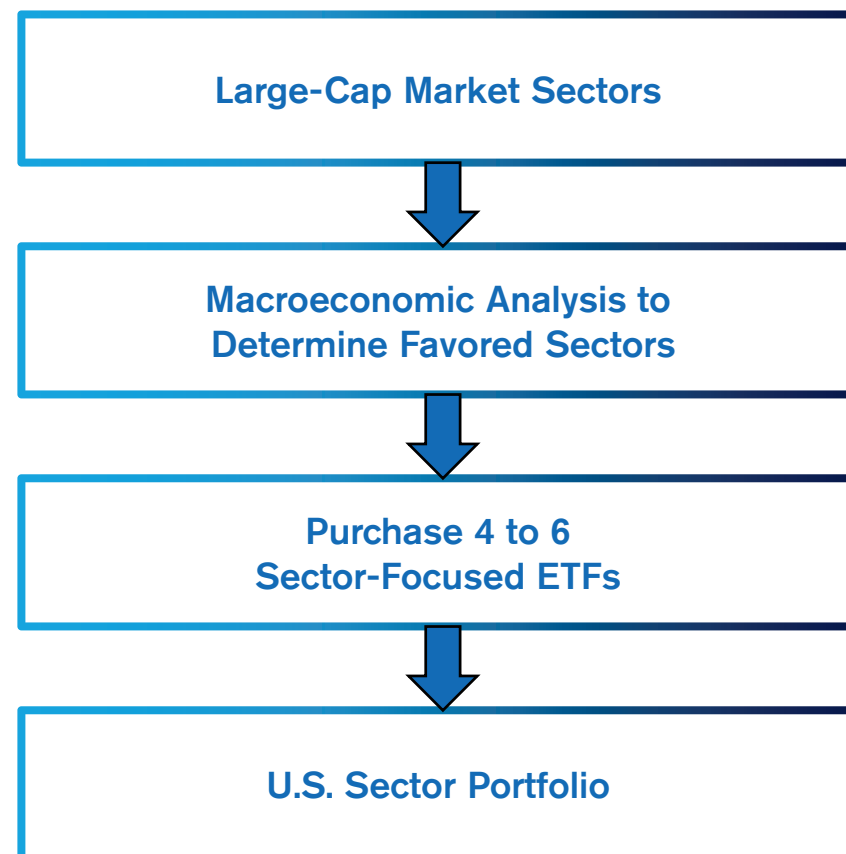 Large-Cap Market Sectors
Macroeconomic Analysis to
Determine Favored Sectors
Purchase 4 to 6
Sector-Focused ETFs
U.S. Sector Portfolio